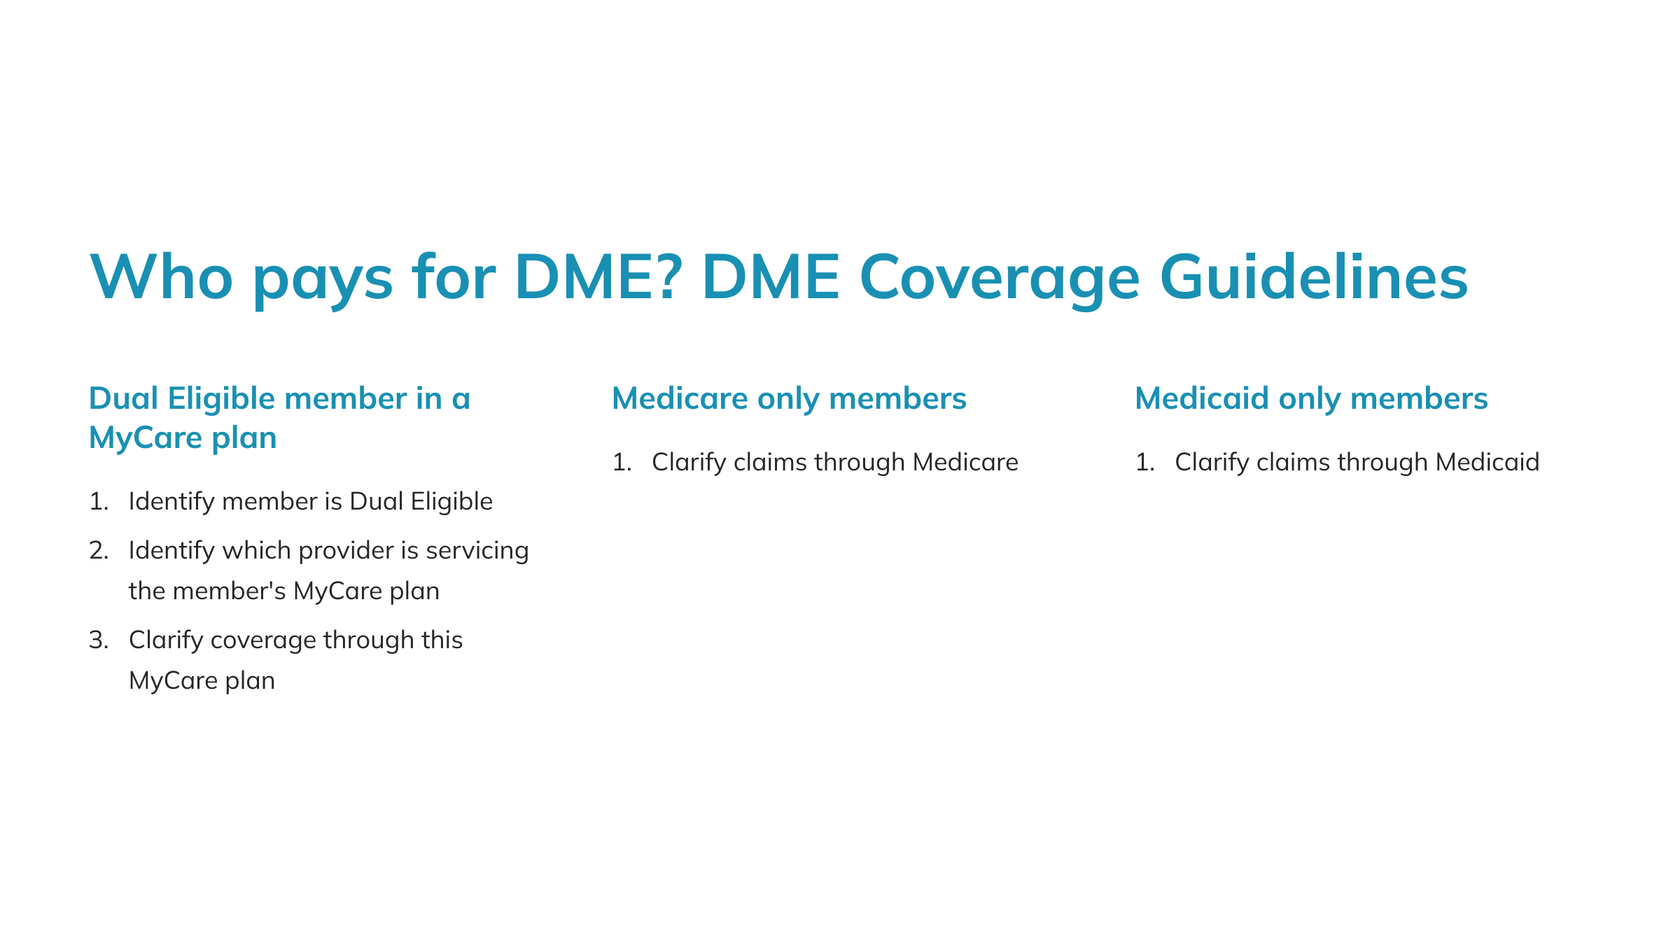 Who pays for DME? DME Coverage Guidelines
Dual Eligible member in a
MyCare plan
1. Identify member is Dual Eligible
2. Identify which provider is servicing
the member's MyCare plan
3. Clarify coverage through this
MyCare plan
Medicare only members
1. Clarify claims through Medicare
Medicaid only members
1. Clarify claims through Medicaid